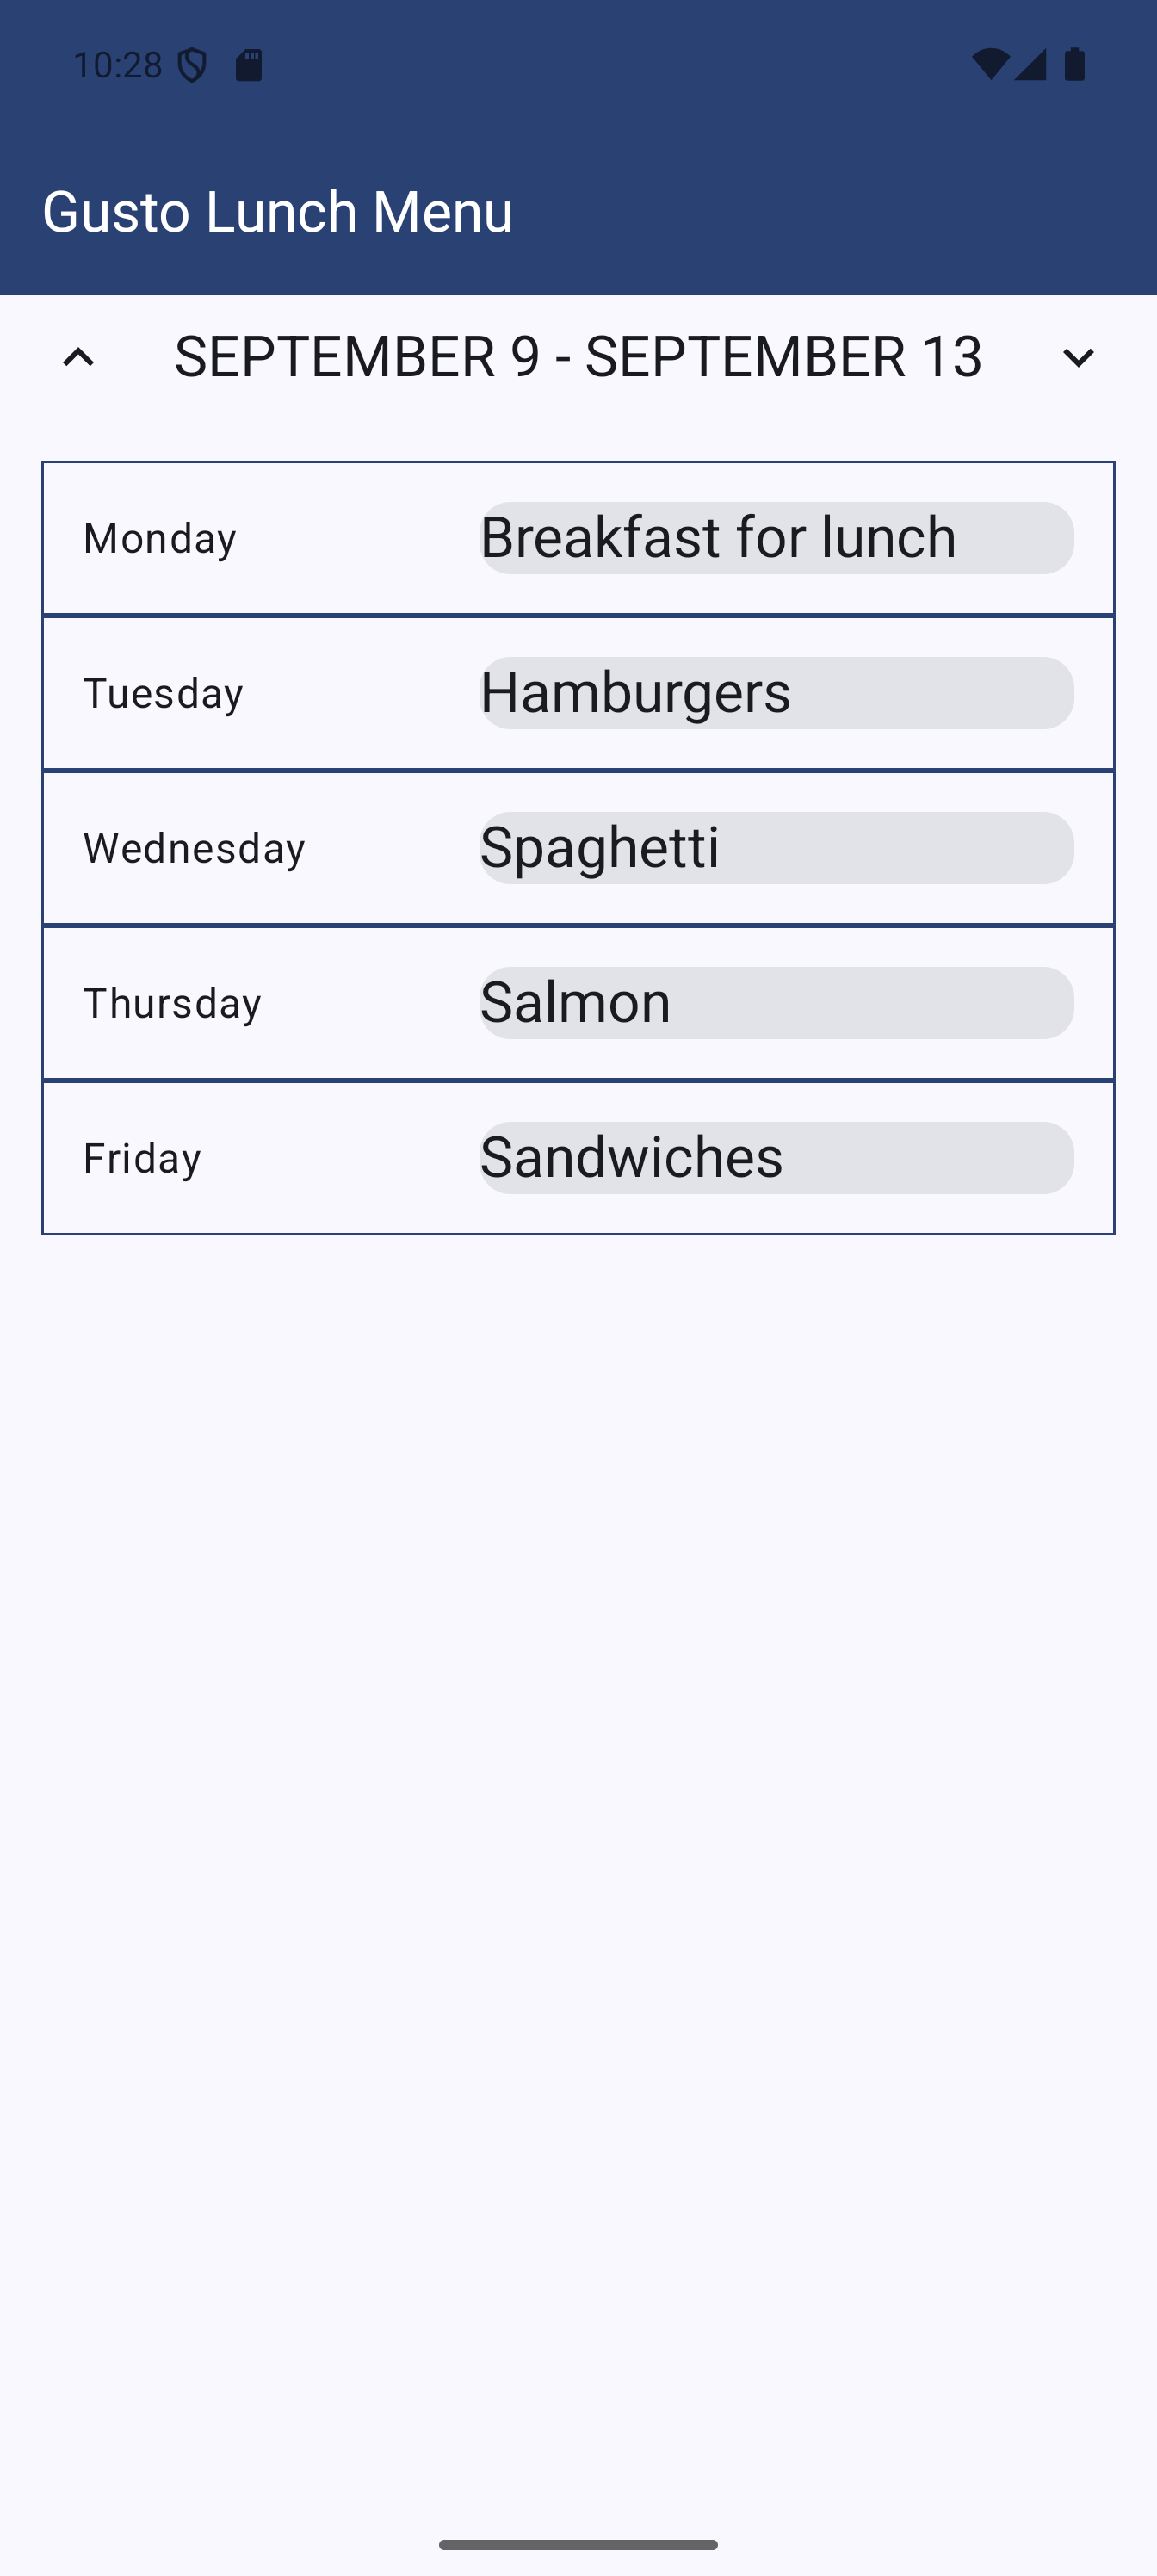 10:28
Gusto Lunch Menu
SEPTEMBER 9 - SEPTEMBER 13
Monday Breakfast for lunch
Tuesday Hamburgers
Wednesday Spaghetti
Thursday Salmon
Friday Sandwiches